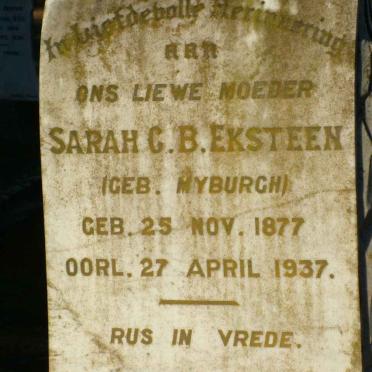 In Liefdevolle Herinnering
AAN
ONS LIEWE MOEDER
SARAH C.B. EKSTEEN
(GEB. MYBURGH)
GEB. 25 NOV. 1877
OORL. 27 APRIL 1937.
RUS IN VREDE.